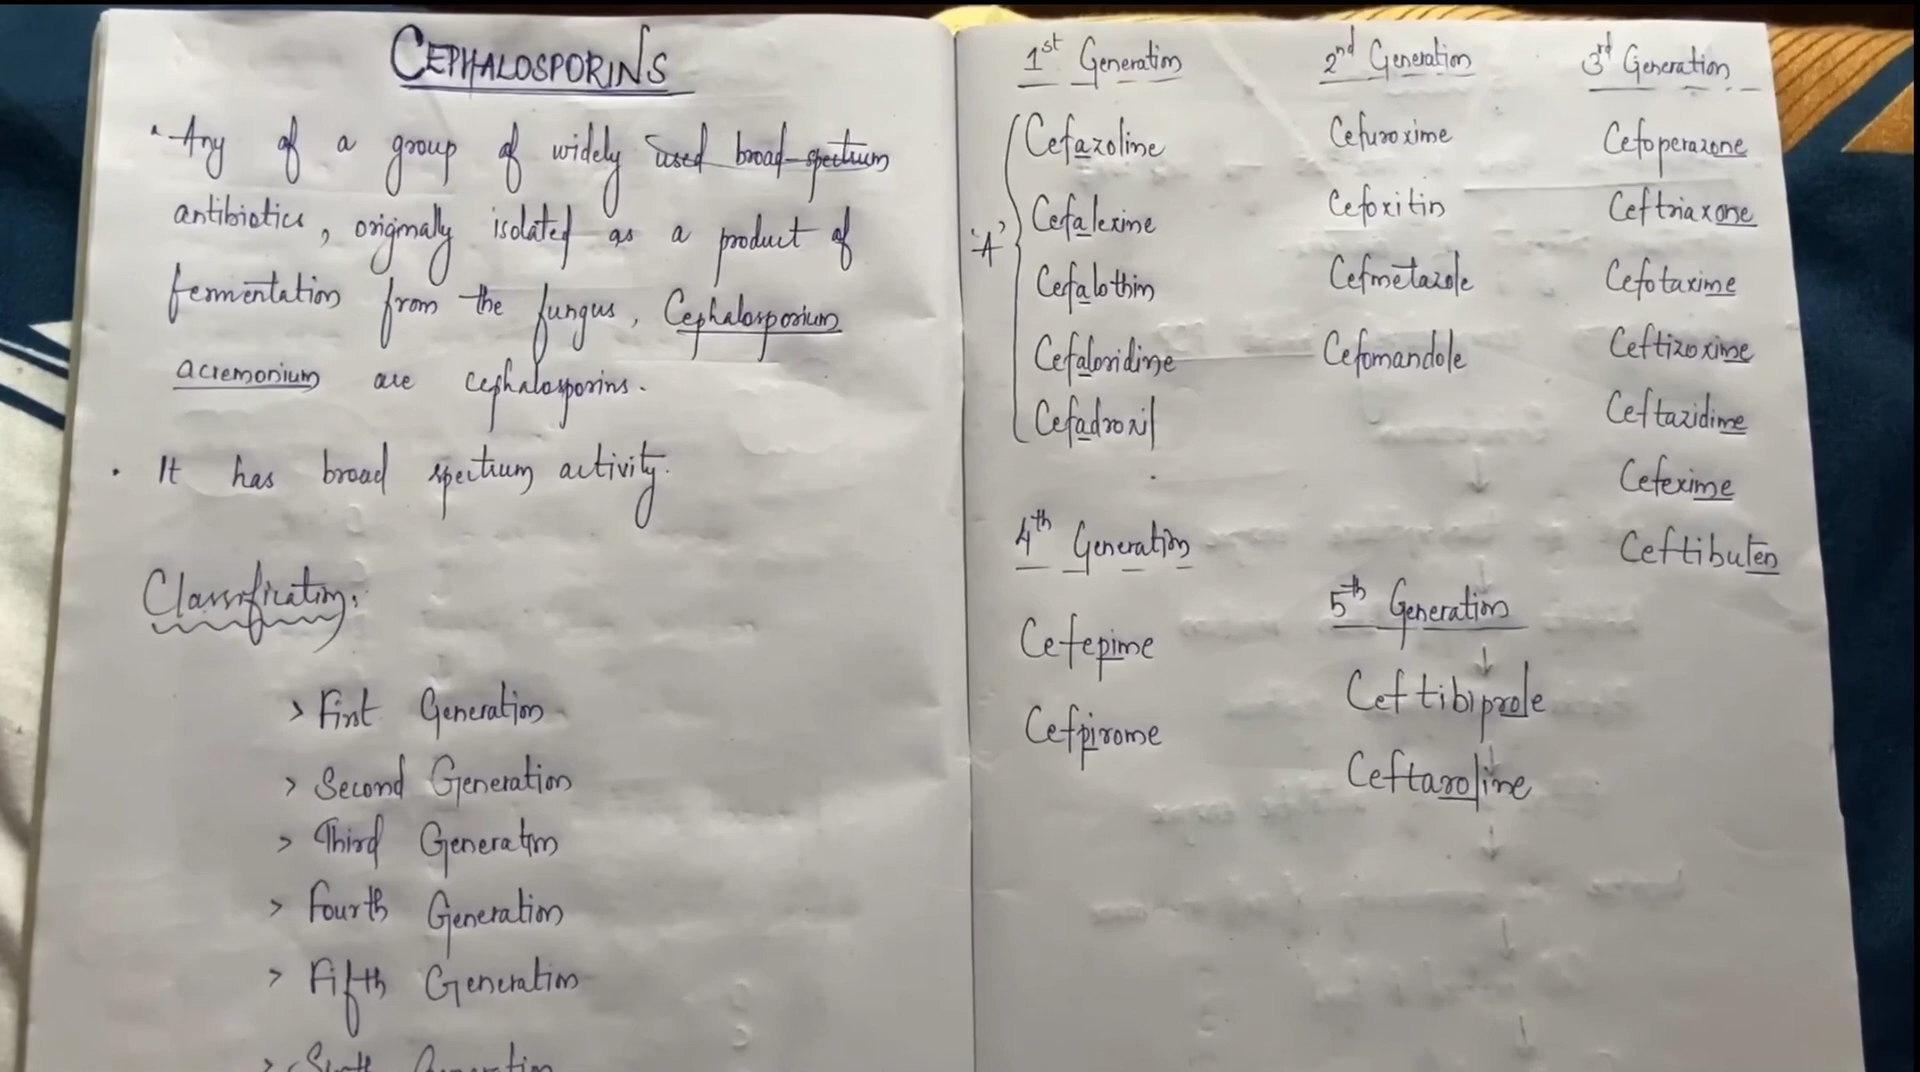 CEPHALOSPORINS
• Any of a group of widely used broad-spectrum
antibiotics, originally isolated as a product of
fermentation from the fungus, Cephalosporium
acremonium are cephalosporins.
• It has broad spectrum activity.
Classification:
> First Generation
> Second Generation
> Third Generation
> Fourth Generation
> Fifth Generation
> Sixth Generation
1st Generation
'A'
Cefazoline
Cefalexine
Cefalothin
Cefaloridine
Cefadroxil
2nd Generation
Cefuroxime
Cefoxitin
Cefmetazole
Cefomandole
3rd Generation
Cefoperazone
Ceftriaxone
Cefotaxime
Ceftizoxime
Ceftazidime
Cefexime
Ceftibuten
4th Generation
Cefepime
Cefpirome
5th Generation
Ceftibiprole
Ceftaroline